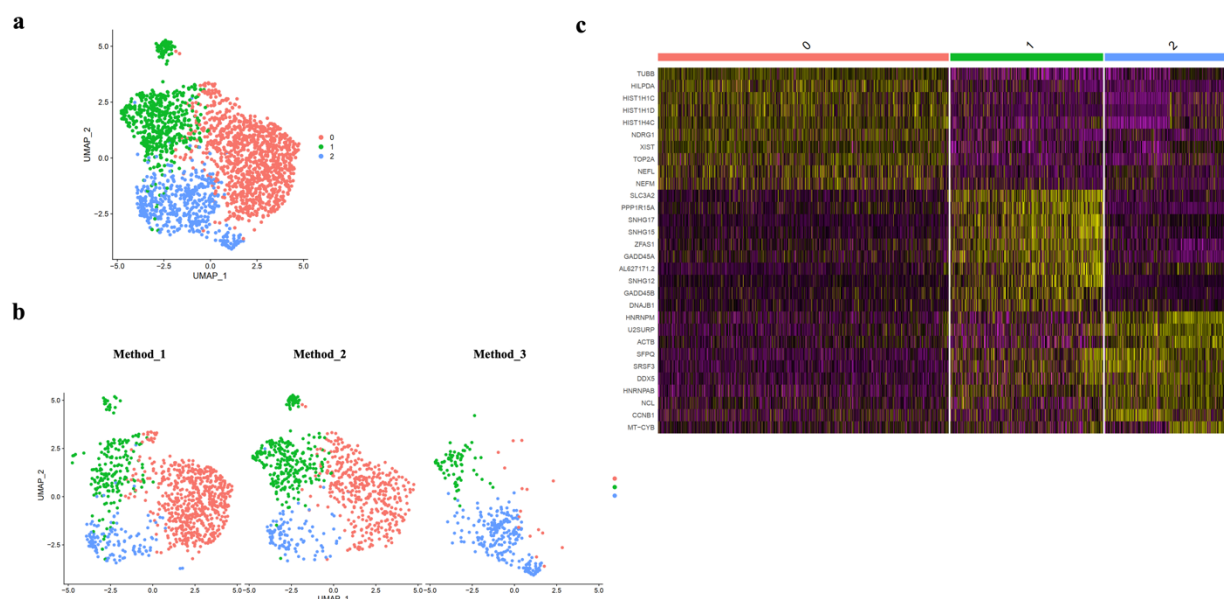 a
5.0
2.5
0.0
-2.5
UMAP_2
-5.0
-2.5
0.0
2.5
5.0
UMAP_1
0
1
2
b
Method_1
Method_2
Method_3
5.0
2.5
0.0
-2.5
UMAP_2
-5.0 -2.5 0.0 2.5 5.0
-5.0 -2.5 0.0 2.5 5.0
-5.0 -2.5 0.0 2.5 5.0
UMAP_1
c
0
1
2
TUBB
HILPDA
HIST1H1C
HIST1H1D
HIST1H4C
NDRG1
XIST
TOP2A
NEFL
NEFM
SLC3A2
PPP1R15A
SNHG17
SNHG15
ZFAS1
GADD45A
AL627171.2
SNHG12
GADD45B
DNAJB1
HNRNPM
U2SURP
ACTB
SFPQ
SRSF3
DDX5
HNRNPAB
NCL
CCNB1
MT-CYB